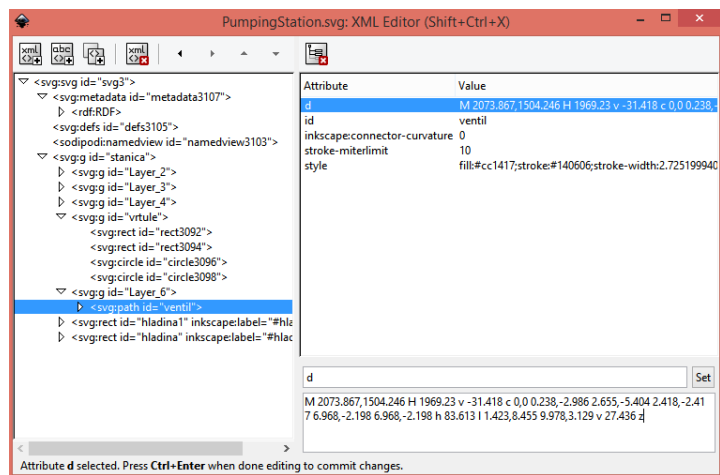 PumpingStation.svg: XML Editor (Shift+Ctrl+X)
Attribute Value
<svg:svg id="svg3">
<svg:metadata id="metadata3107">
<rdf:RDF>
<svg:defs id="defs3105">
<sodipodi:namedview id="namedview3103">
<svg:g id="stanica">
<svg:g id="Layer_2">
<svg:g id="Layer_3">
<svg:g id="Layer_4">
<svg:g id="vrtule">
<svg:rect id="rect3092">
<svg:rect id="rect3094">
<svg:circle id="circle3096">
<svg:circle id="circle3098">
<svg:g id="Layer_6">
<svg:path id="ventil">
<svg:rect id="hladina1" inkscape:label="#hla
<svg:rect id="hladina" inkscape:label="#hlac
d M 2073.867,1504.246 H 1969.23 v -31.418 c 0,0 0.238,-
id ventil
inkscape:connector-curvature 0
stroke-miterlimit 10
style fill:#cc1417;stroke:#140606;stroke-width:2.725199940
d
Set
M 2073.867,1504.246 H 1969.23 v -31.418 c 0,0 0.238,-2.986 2.655,-5.404 2.418,-2.41
7 6.968,-2.198 6.968,-2.198 h 83.613 l 1.423,8.455 9.978,3.129 v 27.436 z
Attribute d selected. Press Ctrl+Enter when done editing to commit changes.